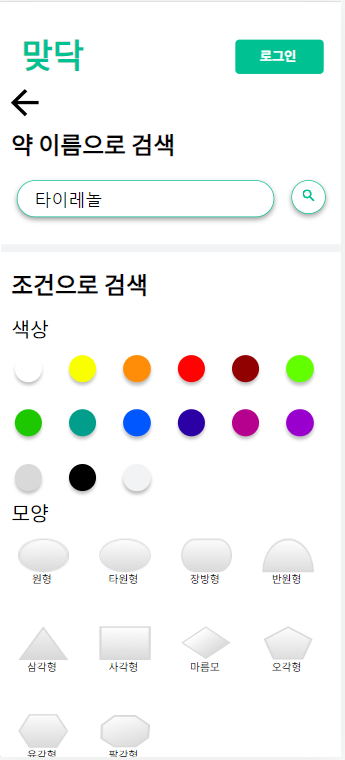 맞닥
로그인
약 이름으로 검색
타이레놀
조건으로 검색
색상
모양
원형 타원형 장방형 반원형
삼각형 사각형 마름모 오각형
육각형 팔각형